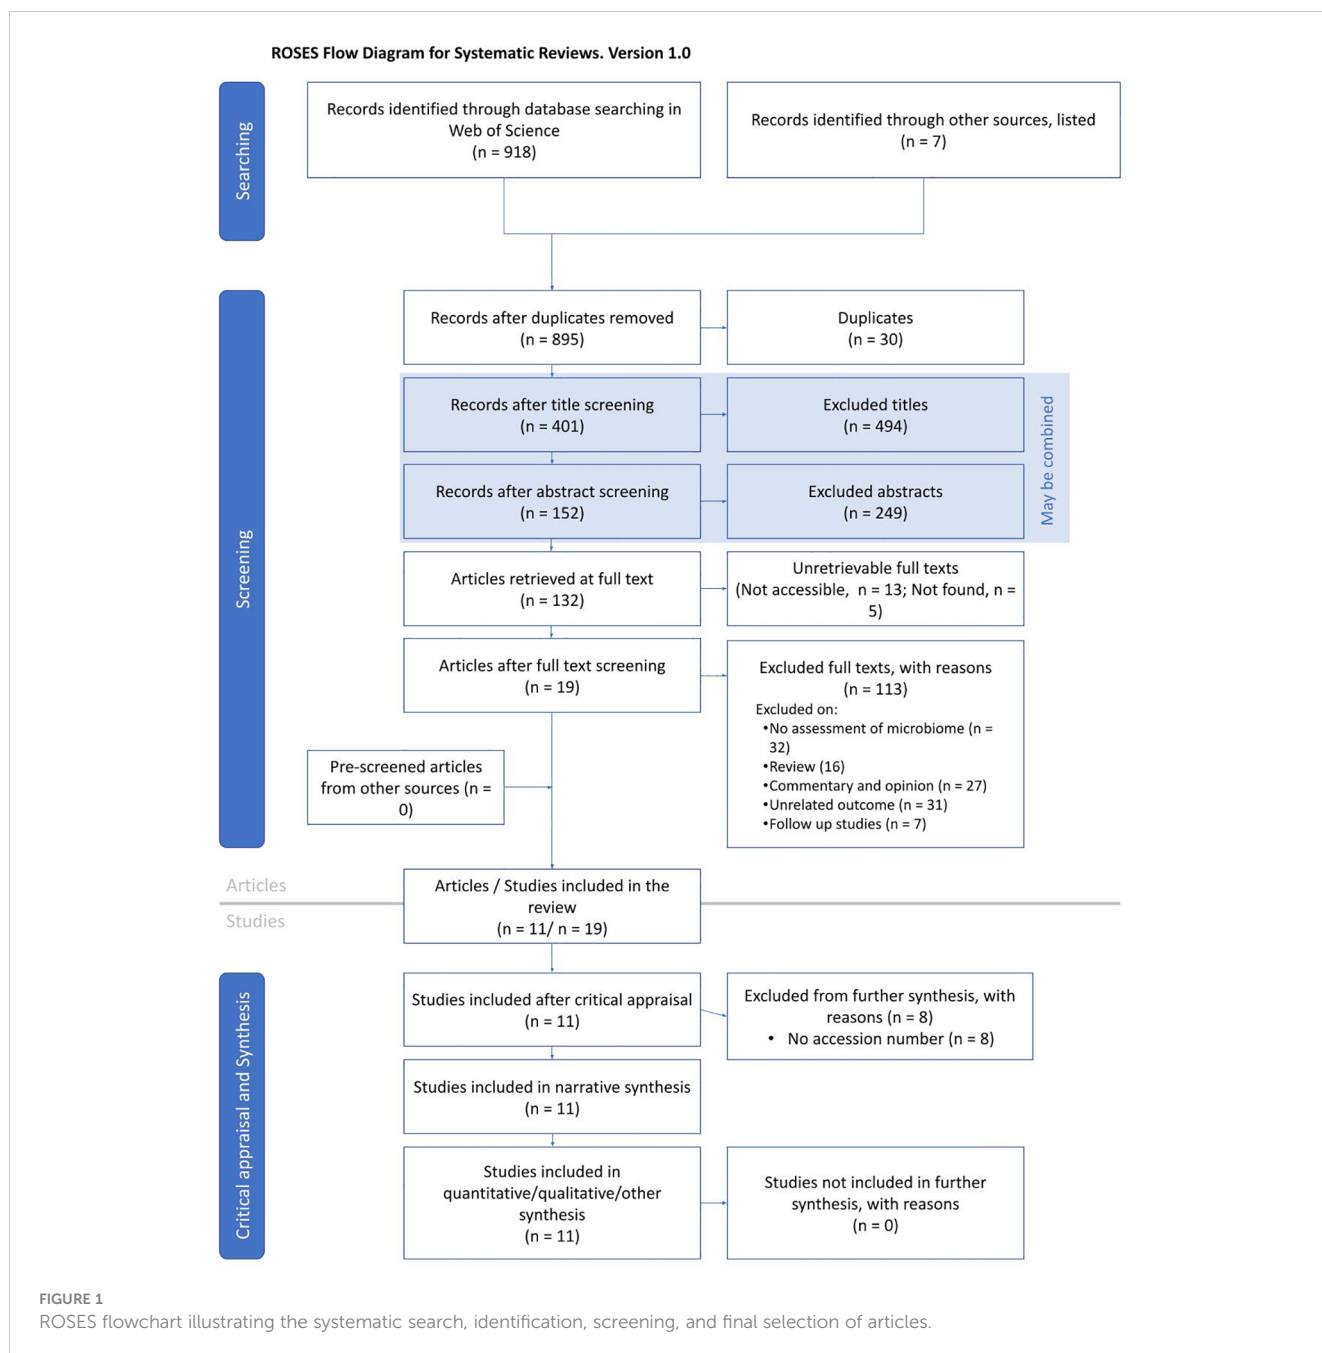 ROSES Flow Diagram for Systematic Reviews. Version 1.0
Searching
Records identified through database searching in
Web of Science
(n = 918)
Records identified through other sources, listed
(n = 7)
Screening
Records after duplicates removed
(n = 895)
Duplicates
(n = 30)
Records after title screening
(n = 401)
Excluded titles
(n = 494)
May be combined
Records after abstract screening
(n = 152)
Excluded abstracts
(n = 249)
Articles retrieved at full text
(n = 132)
Unretrievable full texts
(Not accessible, n = 13; Not found, n =
5)
Articles after full text screening
(n = 19)
Excluded full texts, with reasons
(n = 113)
Excluded on:
•No assessment of microbiome (n =
32)
•Review (16)
•Commentary and opinion (n = 27)
•Unrelated outcome (n = 31)
•Follow up studies (n = 7)
Pre-screened articles
from other sources (n =
0)
Articles
Studies
Articles / Studies included in the
review
(n = 11/ n = 19)
Critical appraisal and Synthesis
Studies included after critical appraisal
(n = 11)
Excluded from further synthesis, with
reasons (n = 8)
• No accession number (n = 8)
Studies included in narrative synthesis
(n = 11)
Studies included in
quantitative/qualitative/other
synthesis
(n = 11)
Studies not included in further
synthesis, with reasons
(n = 0)
FIGURE 1
ROSES flowchart illustrating the systematic search, identification, screening, and final selection of articles.